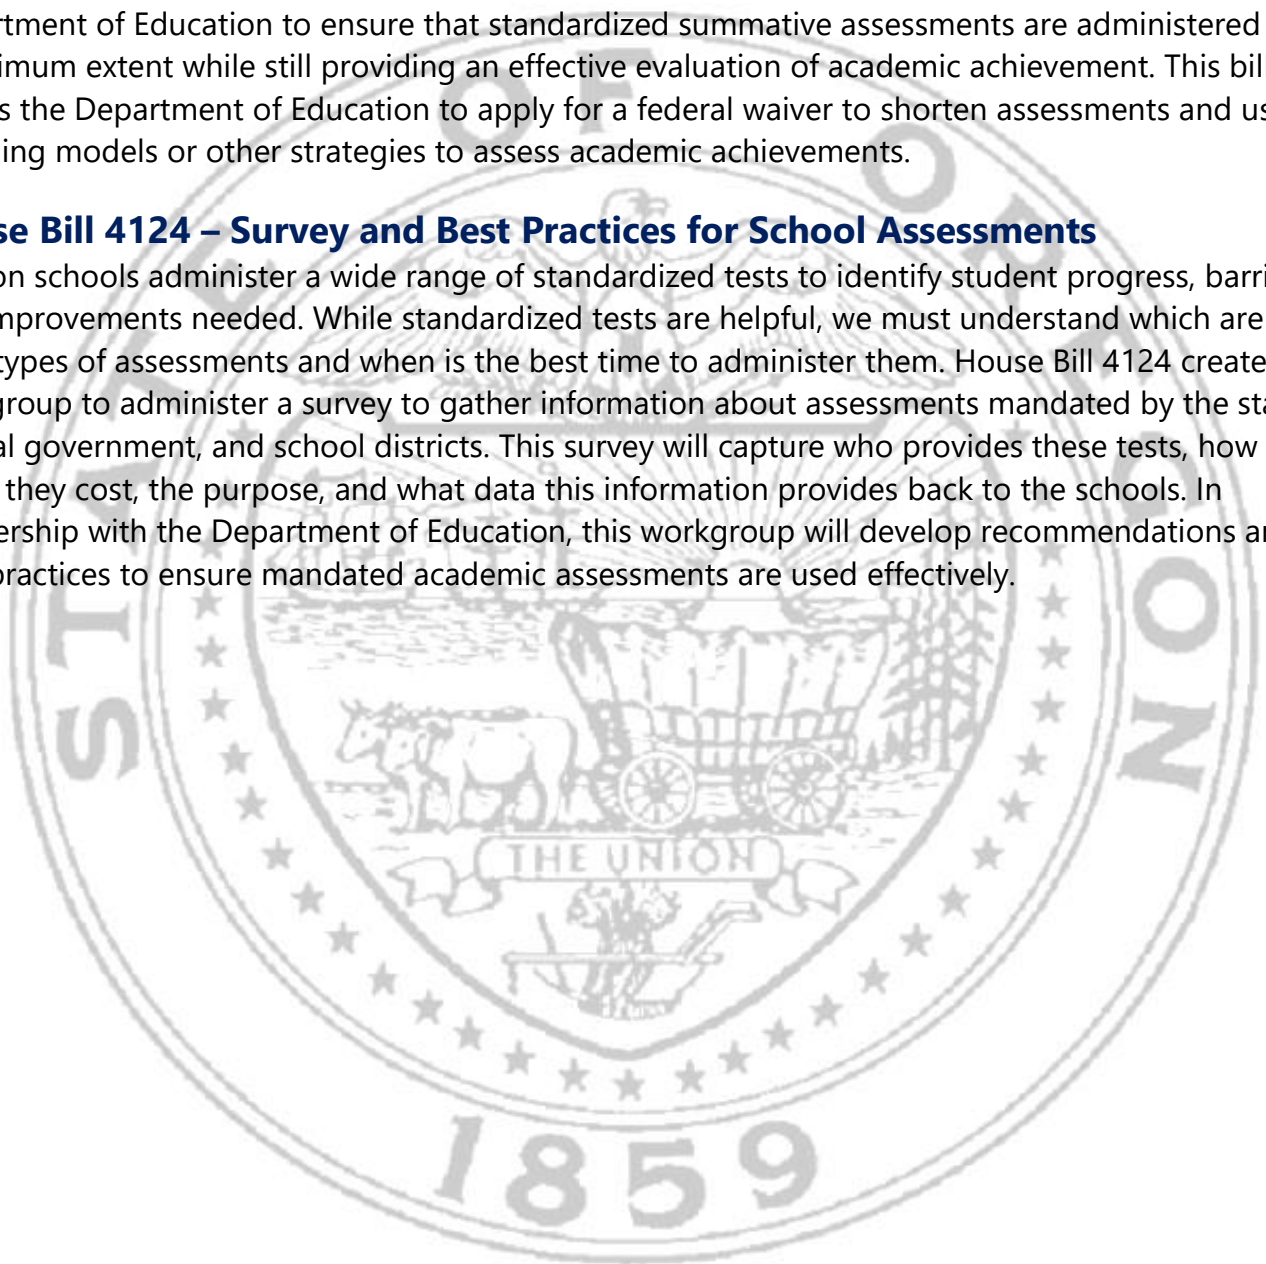 rtment of Education to ensure that standardized summative assessments are administered
imum extent while still providing an effective evaluation of academic achievement. This bill
s the Department of Education to apply for a federal waiver to shorten assessments and us
ing models or other strategies to assess academic achievements.
se Bill 4124 – Survey and Best Practices for School Assessments
on schools administer a wide range of standardized tests to identify student progress, barri
mprovements needed. While standardized tests are helpful, we must understand which are
types of assessments and when is the best time to administer them. House Bill 4124 create
group to administer a survey to gather information about assessments mandated by the sta
al government, and school districts. This survey will capture who provides these tests, how
they cost, the purpose, and what data this information provides back to the schools. In
ership with the Department of Education, this workgroup will develop recommendations an
practices to ensure mandated academic assessments are used effectively.
STATE OF OREGON
THE UNION
1859